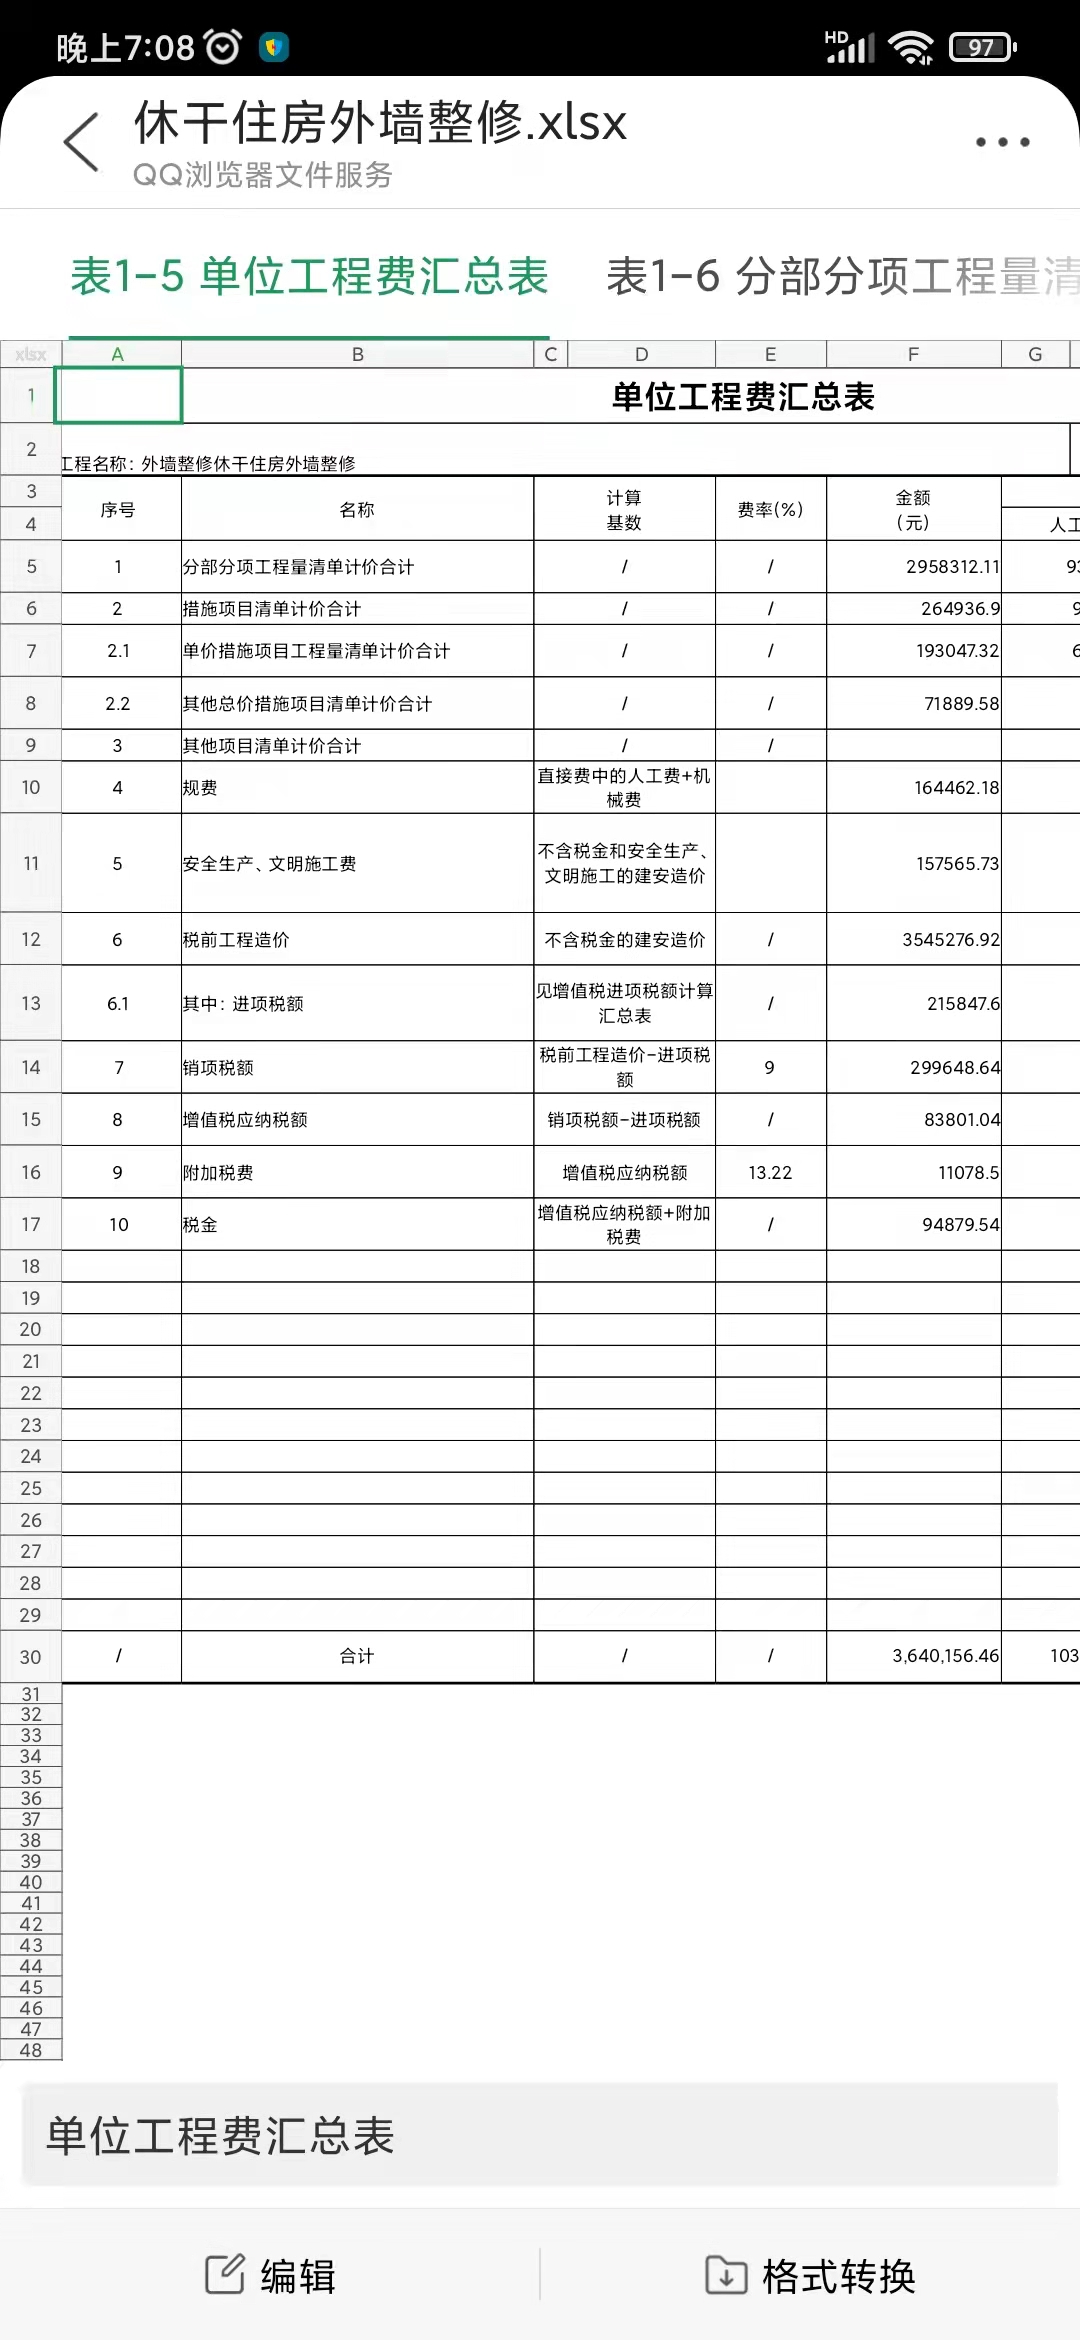 晚上7:08
HD
97
休干住房外墙整修.xlsx
QQ浏览器文件服务
表1-5 单位工程费汇总表 表1-6 分部分项工程量清
xlsx A B C D E F G
1 单位工程费汇总表
2 工程名称：外墙整修休干住房外墙整修
3 序号 名称 计算 费率(%) 金额
4 基数 (元) 人工
5 1 分部分项工程量清单计价合计 / / 2958312.11 93
6 2 措施项目清单计价合计 / / 264936.9 9
7 2.1 单价措施项目工程量清单计价合计 / / 193047.32 6
8 2.2 其他总价措施项目清单计价合计 / / 71889.58
9 3 其他项目清单计价合计 / /
10 4 规费 直接费中的人工费+机
械费 164462.18
11 5 安全生产、文明施工费 不含税金和安全生产、
文明施工的建安造价 157565.73
12 6 税前工程造价 不含税金的建安造价 / 3545276.92
13 6.1 其中：进项税额 见增值税进项税额计算
汇总表 / 215847.6
14 7 销项税额 税前工程造价-进项税
额 9 299648.64
15 8 增值税应纳税额 销项税额-进项税额 / 83801.04
16 9 附加税费 增值税应纳税额 13.22 11078.5
17 10 税金 增值税应纳税额+附加
税费 / 94879.54
18
19
20
21
22
23
24
25
26
27
28
29
30 / 合计 / / 3,640,156.46 103
31
32
33
34
35
36
37
38
39
40
41
42
43
44
45
46
47
48
单位工程费汇总表
编辑 格式转换